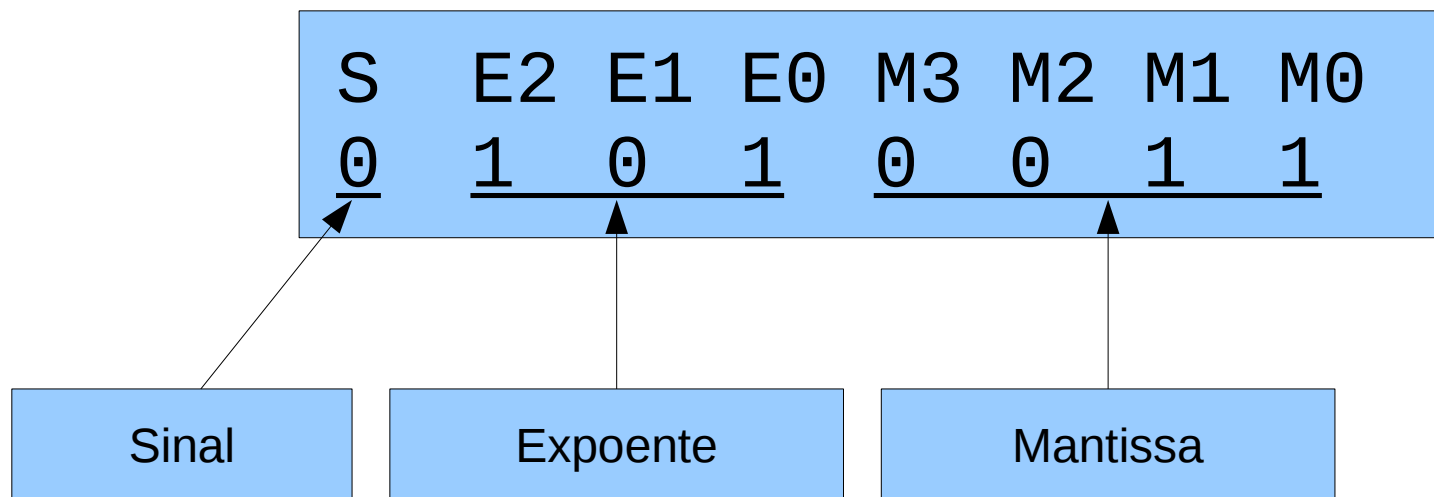 S E2 E1 E0 M3 M2 M1 M0
0 1 0 1 0 0 1 1
Sinal Expoente Mantissa